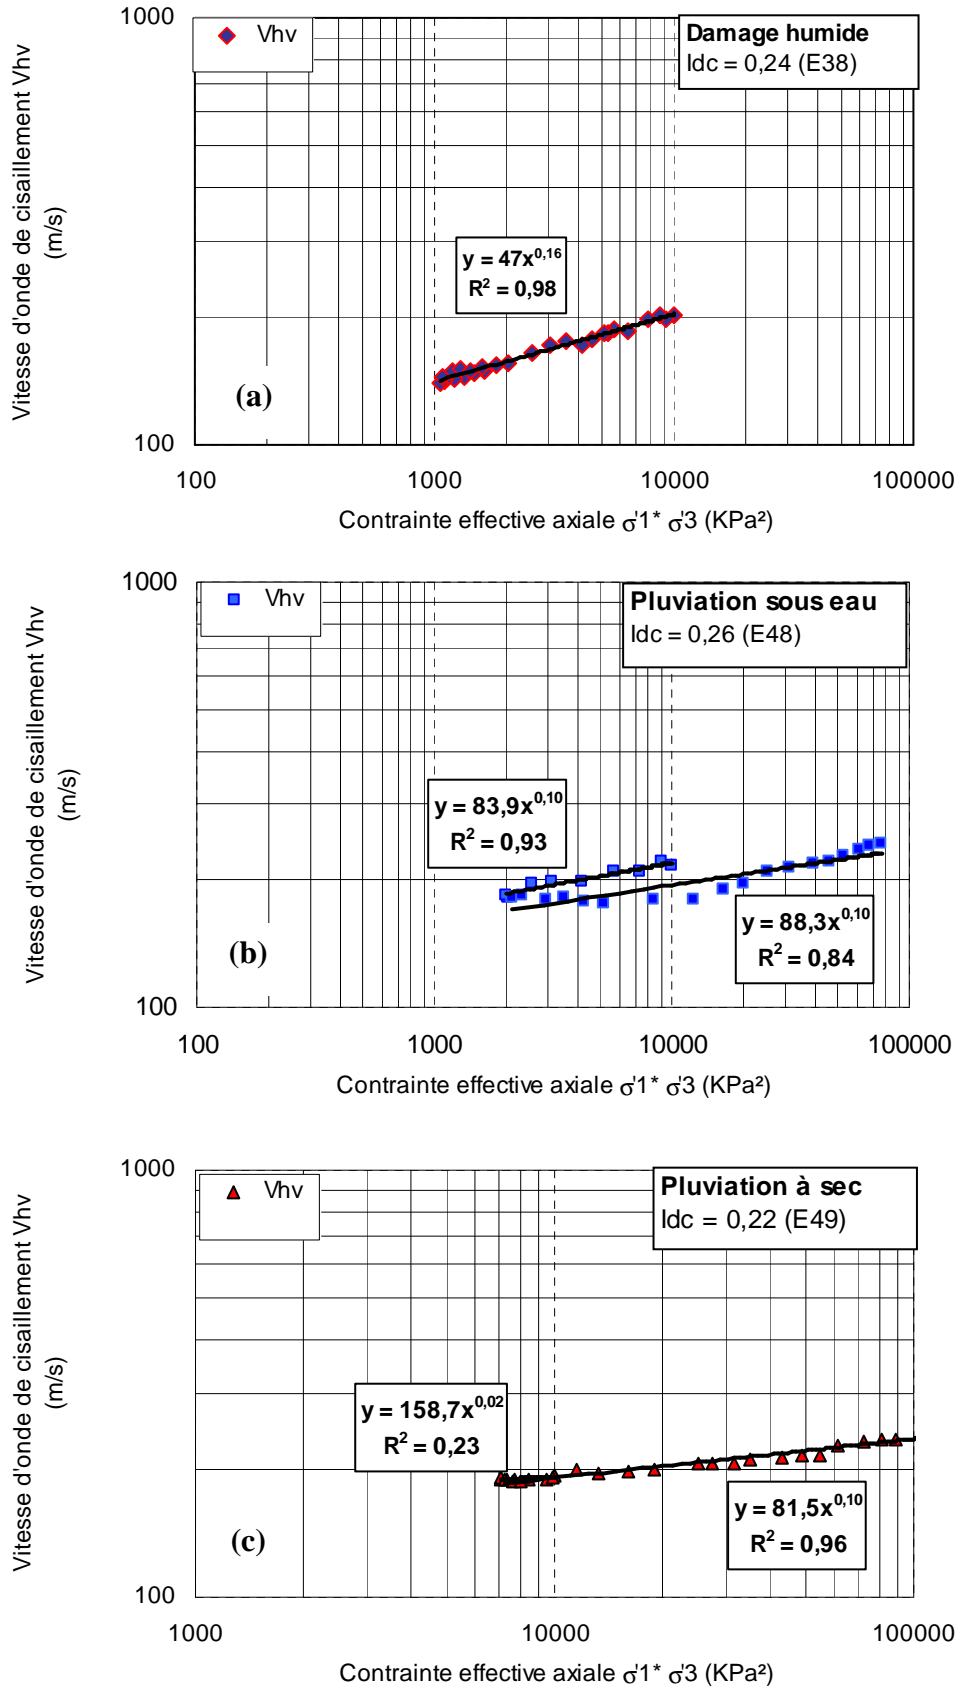 1000
Vhv
Damage humide
Idc = 0,24 (E38)
Vitesse d'onde de cisaillement Vhv
(m/s)
y = 47x^0,16
R² = 0,98
(a)
100
100 1000 10000 100000
Contrainte effective axiale σ'1* σ'3 (KPa²)
1000
Vhv
Pluviation sous eau
Idc = 0,26 (E48)
Vitesse d'onde de cisaillement Vhv
(m/s)
y = 83,9x^0,10
R² = 0,93
y = 88,3x^0,10
R² = 0,84
(b)
100
100 1000 10000 100000
Contrainte effective axiale σ'1* σ'3 (KPa²)
1000
Vhv
Pluviation à sec
Idc = 0,22 (E49)
Vitesse d'onde de cisaillement Vhv
(m/s)
y = 158,7x^0,02
R² = 0,23
y = 81,5x^0,10
R² = 0,96
(c)
100
1000 10000 100000
Contrainte effective axiale σ'1* σ'3 (KPa²)